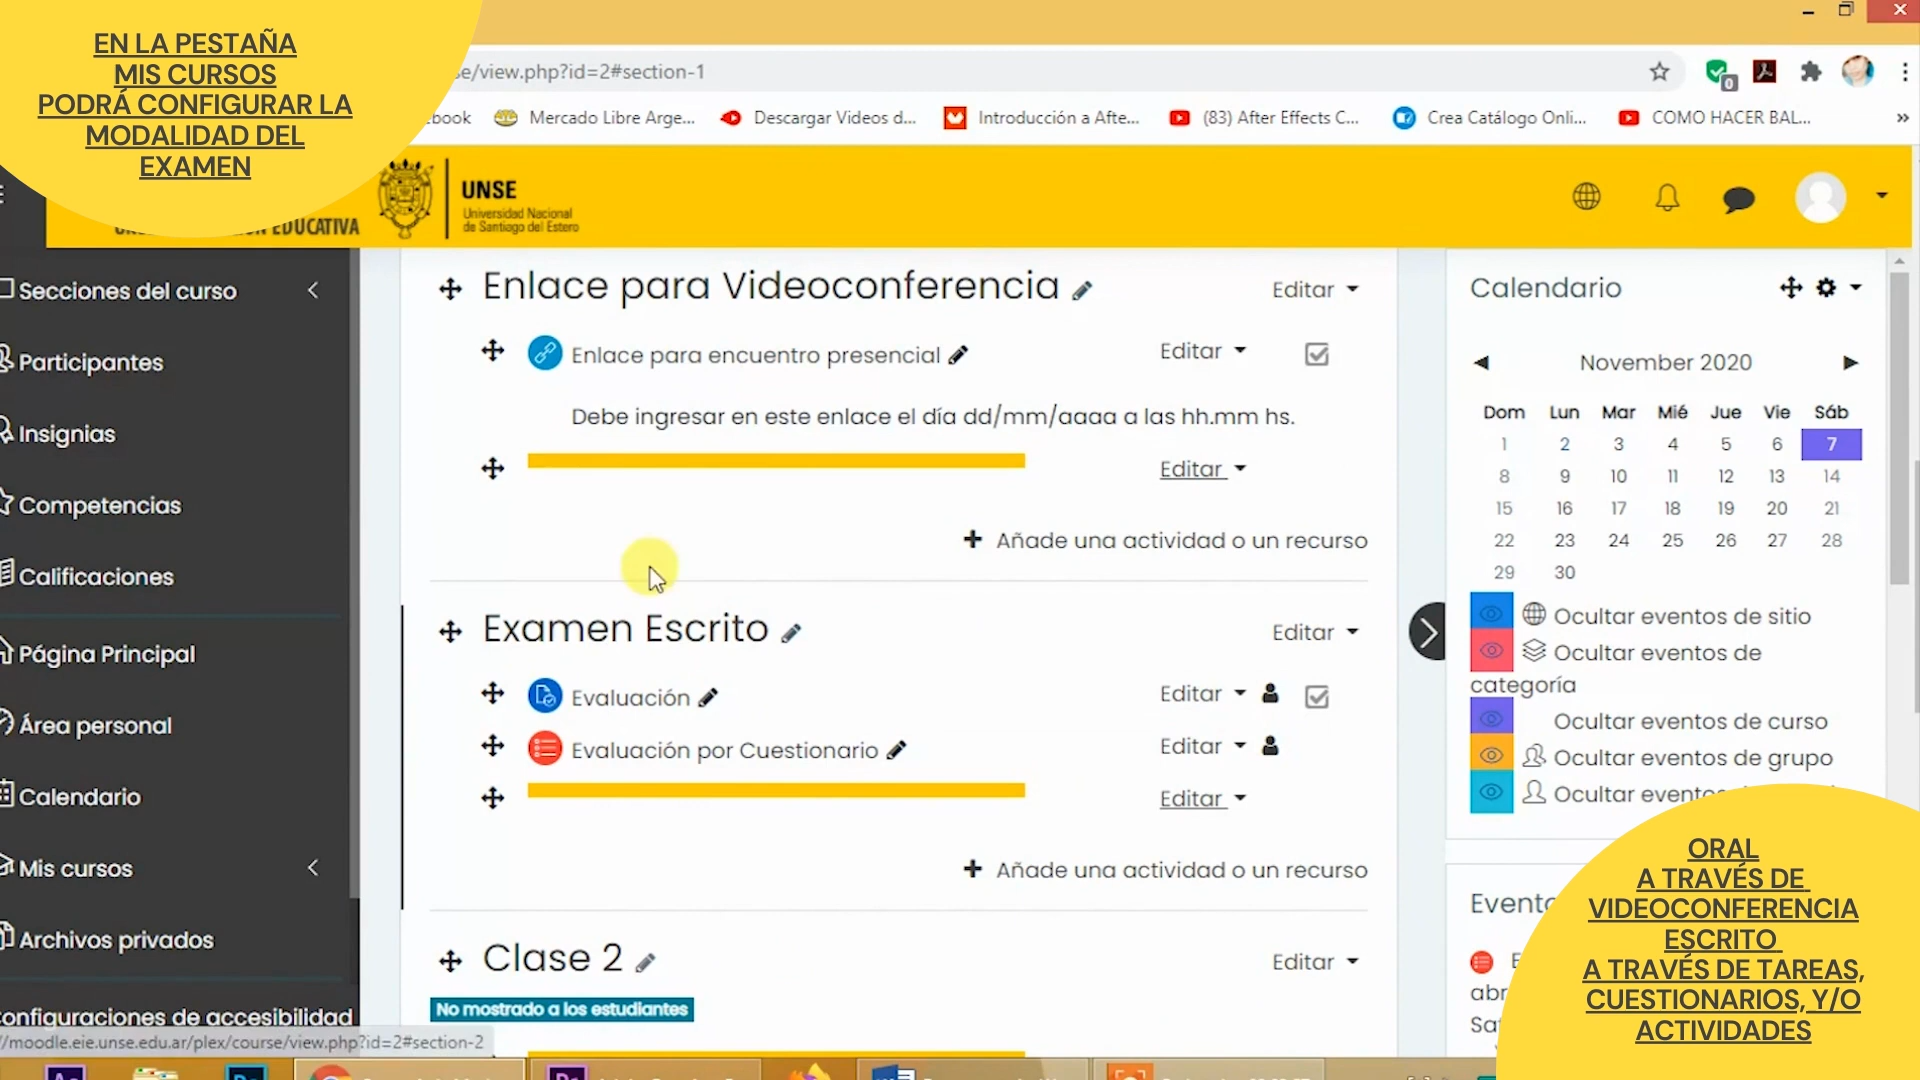 EN LA PESTAÑA
MIS CURSOS
PODRÁ CONFIGURAR LA
MODALIDAD DEL
EXAMEN
/view.php?id=2#section-1
0
Mercado Libre Arge...
Descargar Videos d...
Introducción a Afte...
(83) After Effects C...
Crea Catálogo Onli...
COMO HACER BAL...
»
EDUCATIVA
UNSE
Universidad Nacional
de Santiago del Estero
Secciones del curso
Participantes
Insignias
Competencias
Calificaciones
Página Principal
Área personal
Calendario
Mis cursos
Archivos privados
onfiguraciones de accesibilidad
//moodle.eie.unse.edu.ar/plex/course/view.php?id=2#section-2
Enlace para Videoconferencia
Editar
Enlace para encuentro presencial
Editar
Debe ingresar en este enlace el día dd/mm/aaaa a las hh.mm hs.
Editar
Añade una actividad o un recurso
Examen Escrito
Editar
Evaluación
Editar
Evaluación por Cuestionario
Editar
Editar
Añade una actividad o un recurso
Clase 2
Editar
No mostrado a los estudiantes
Calendario
November 2020
Dom Lun Mar Mié Jue Vie Sáb
1 2 3 4 5 6 7
8 9 10 11 12 13 14
15 16 17 18 19 20 21
22 23 24 25 26 27 28
29 30
Ocultar eventos de sitio
Ocultar eventos de
categoría
Ocultar eventos de curso
Ocultar eventos de grupo
Ocultar
Evento
abr
ORAL
A TRAVÉS DE
VIDEOCONFERENCIA
ESCRITO
A TRAVÉS DE TAREAS,
CUESTIONARIOS, Y/O
ACTIVIDADES